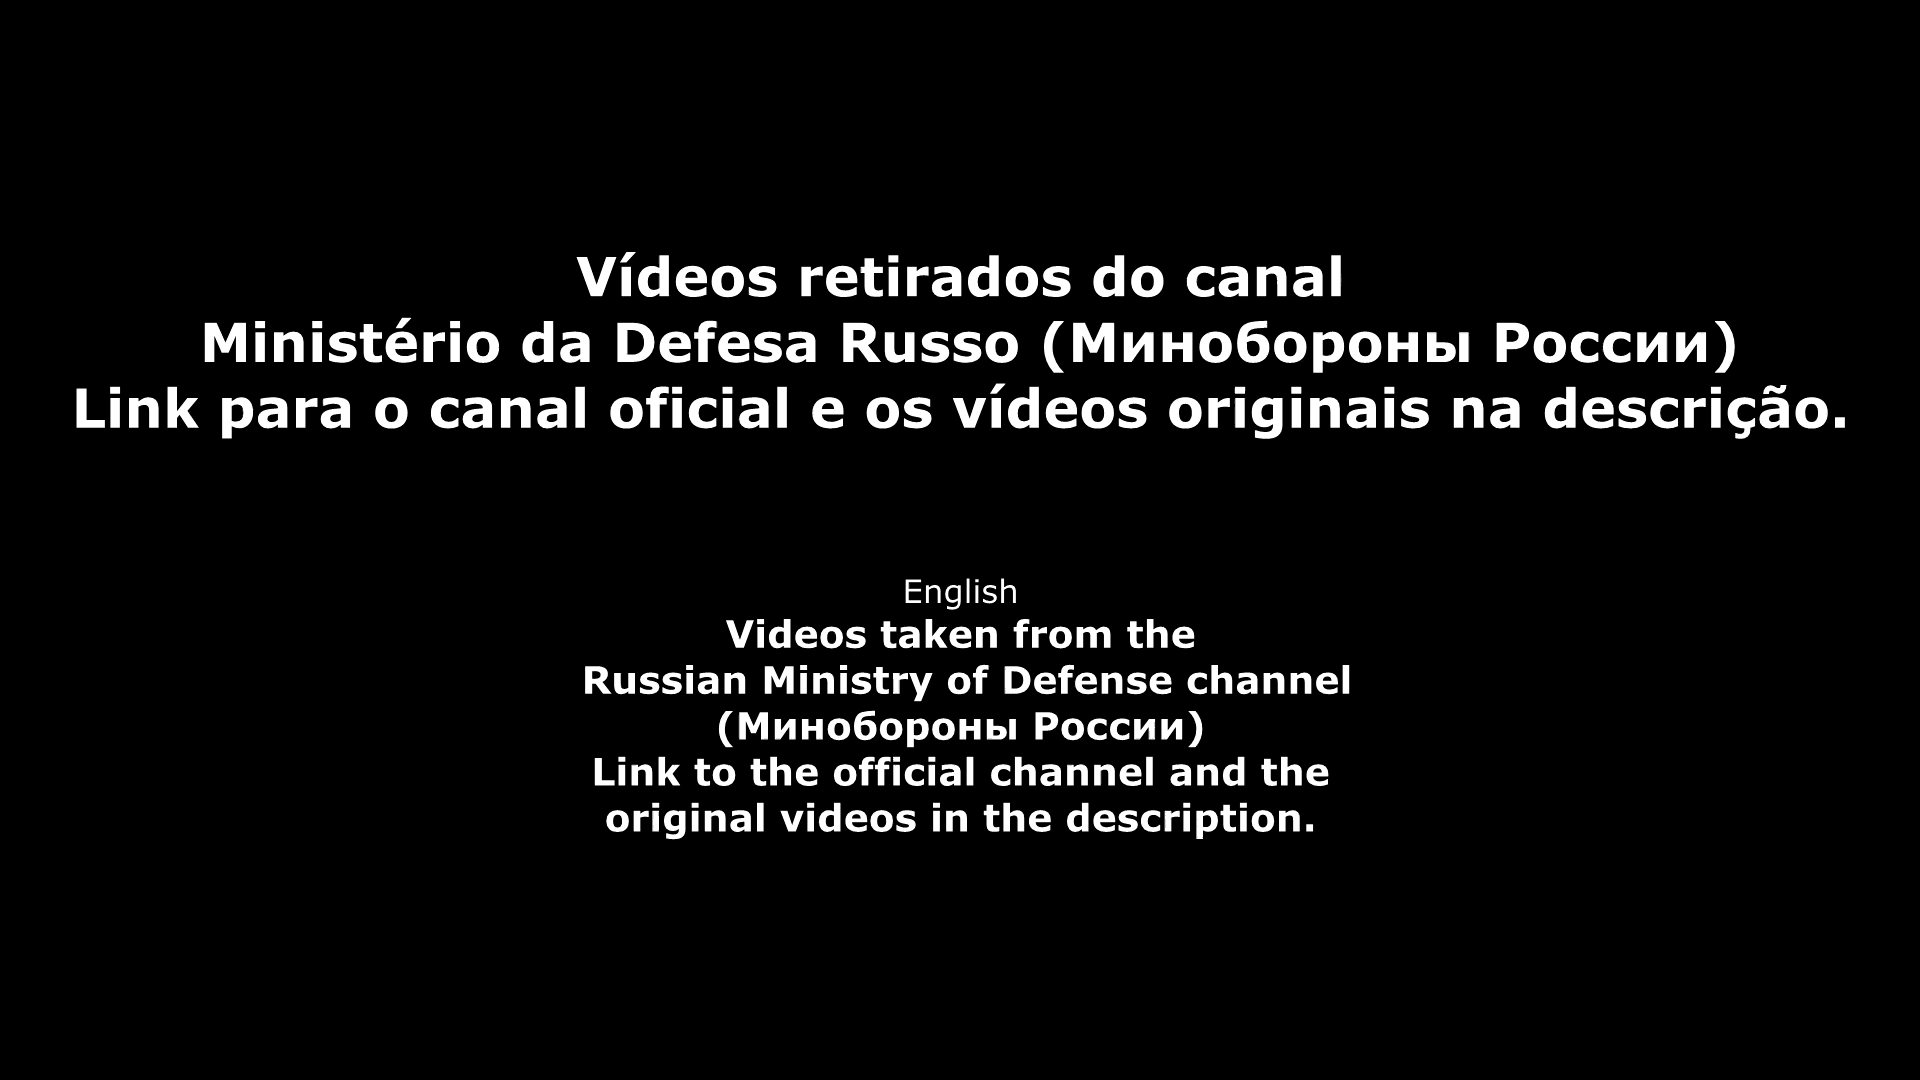 Vídeos retirados do canal
Ministério da Defesa Russo (Минобороны России)
Link para o canal oficial e os vídeos originais na descrição.
English
Videos taken from the
Russian Ministry of Defense channel
(Минобороны России)
Link to the official channel and the
original videos in the description.